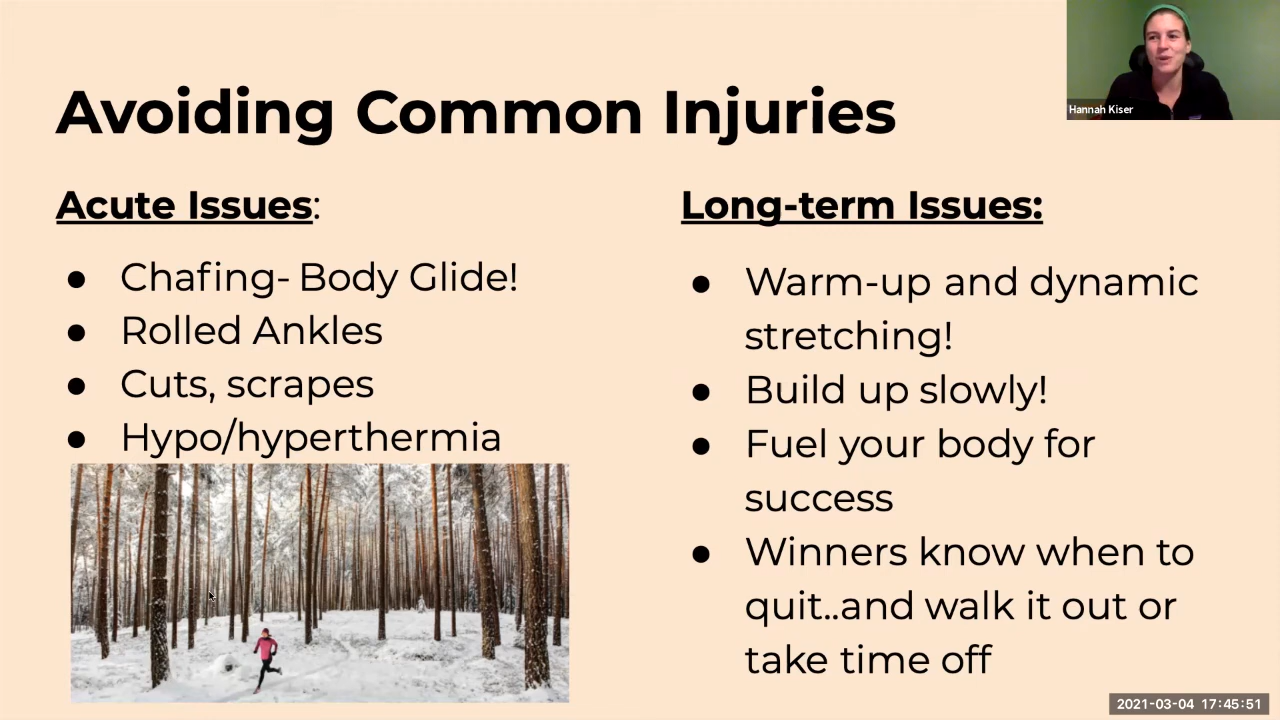 Avoiding Common Injuries
Hannah Kiser
Acute Issues:
● Chafing- Body Glide!
● Rolled Ankles
● Cuts, scrapes
● Hypo/hyperthermia
Long-term Issues:
● Warm-up and dynamic
stretching!
● Build up slowly!
● Fuel your body for
success
● Winners know when to
quit..and walk it out or
take time off
2021-03-04 17:45:51